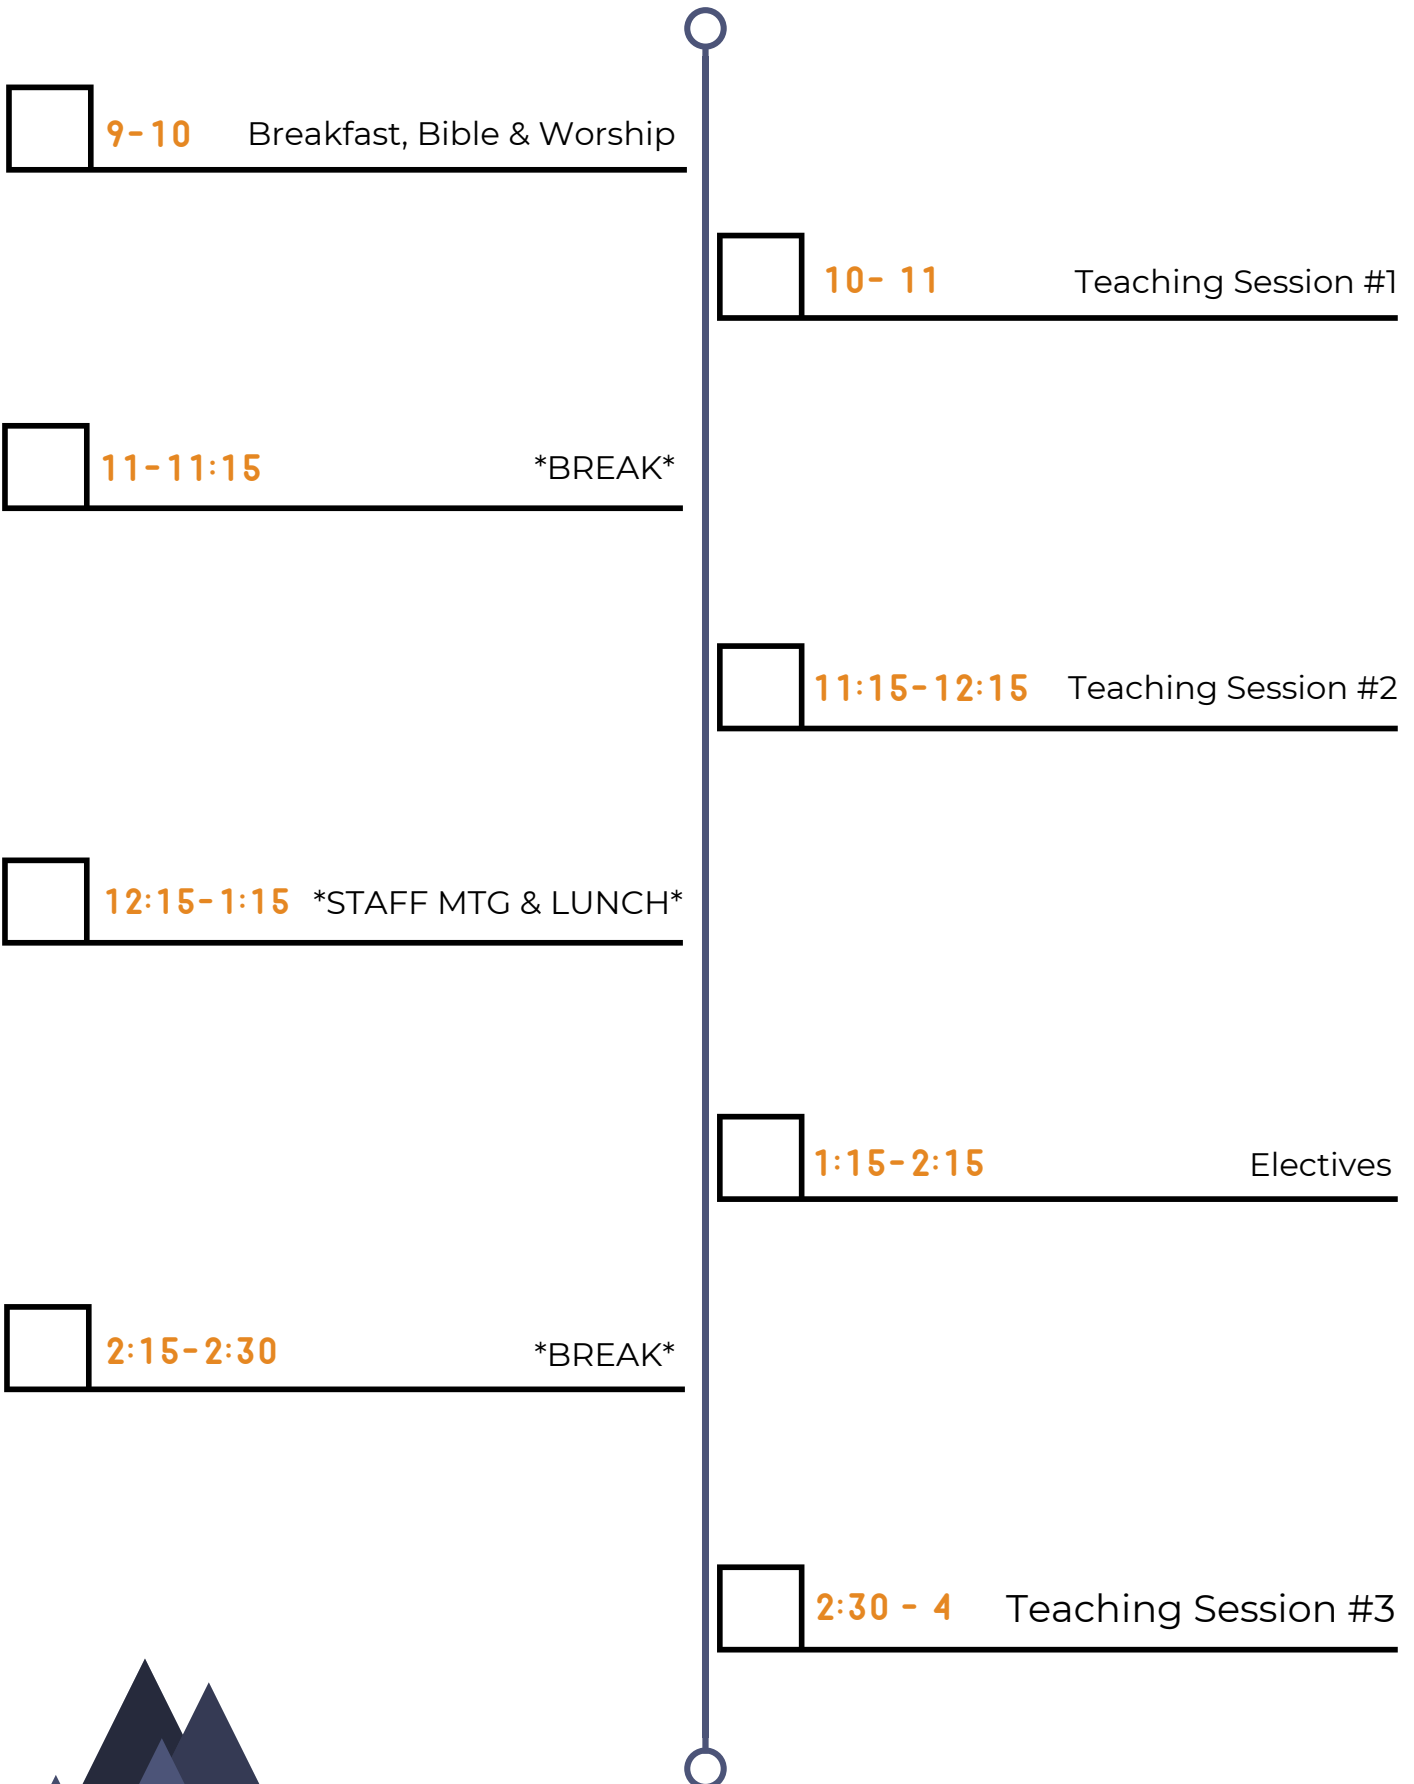 9-10 Breakfast, Bible & Worship
10- 11 Teaching Session #1
11-11:15 *BREAK*
11:15-12:15 Teaching Session #2
12:15-1:15 *STAFF MTG & LUNCH*
1:15-2:15 Electives
2:15-2:30 *BREAK*
2:30 - 4 Teaching Session #3